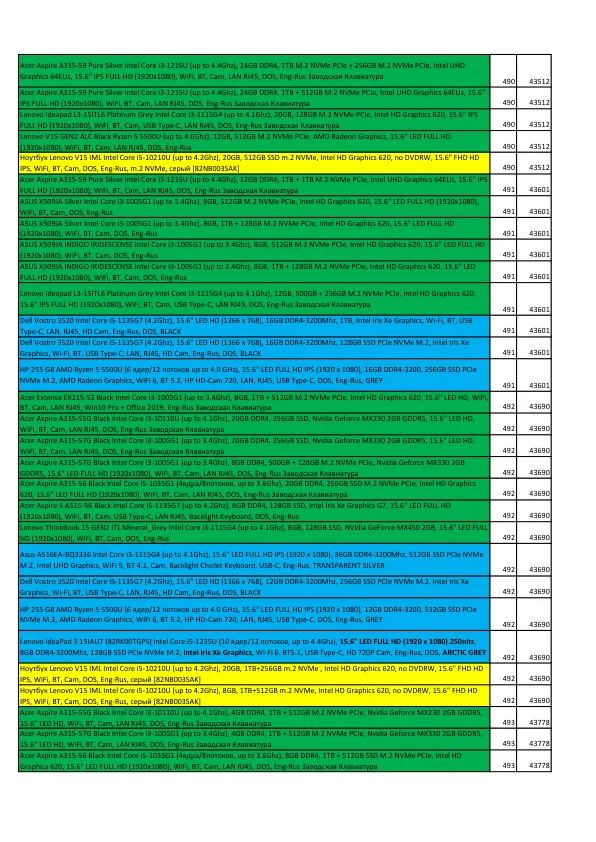 Acer Aspire A315-59 Pure Silver Intel Core i3-1215U (up to 4.4Ghz), 24GB DDR4, 1TB M.2 NVMe PCIe + 256GB M.2 NVMe PCIe, Intel UHD
Graphics 64EUs, 15.6" IPS FULL HD (1920x1080), WiFi, BT, Cam, LAN RJ45, DOS, Eng-Rus Заводская Клавиатура 490 43512
Acer Aspire A315-59 Pure Silver Intel Core i3-1215U (up to 4.4Ghz), 24GB DDR4, 1TB + 512GB M.2 NVMe PCIe, Intel UHD Graphics 64EUs, 15.6"
IPS FULL HD (1920x1080), WiFi, BT, Cam, LAN RJ45, DOS, Eng-Rus Заводская Клавиатура 490 43512
Lenovo Ideapad L3-15ITL6 Platinum Grey Intel Core i3-1115G4 (up to 4.1Ghz), 20GB, 128GB M.2 NVMe PCIe, Intel HD Graphics 620, 15.6" IPS
FULL HD (1920x1080), WiFi, BT, Cam, USB Type-C, LAN RJ45, DOS, Eng-Rus Заводская Клавиатура 490 43512
Lenovo V15 GEN2 ALC Black Ryzen 5 5500U (up to 4.0Ghz), 12GB, 512GB M.2 NVMe PCIe, AMD Radeon Graphics, 15.6" LED FULL HD
(1920x1080), WiFi, BT, Cam, LAN RJ45, DOS, Eng-Rus 490 43512
Ноутбук Lenovo V15 IML Intel Core i5-10210U (up to 4.2Ghz), 20GB, 512GB SSD m.2 NVMe, Intel HD Graphics 620, no DVDRW, 15.6" FHD HD
IPS, WiFi, BT, Cam, DOS, Eng-Rus, m.2 NVMe, серый [82NB003SAK] 490 43512
Acer Aspire A315-59 Pure Silver Intel Core i3-1215U (up to 4.4Ghz), 12GB DDR4, 1TB + 1TB M.2 NVMe PCIe, Intel UHD Graphics 64EUs, 15.6" IPS
FULL HD (1920x1080), WiFi, BT, Cam, LAN RJ45, DOS, Eng-Rus Заводская Клавиатура 491 43601
ASUS X509JA Silver Intel Core i3-1005G1 (up to 3.4Ghz), 8GB, 512GB M.2 NVMe PCIe, Intel HD Graphics 620, 15.6" LED FULL HD (1920x1080),
WiFi, BT, Cam, DOS, Eng-Rus 491 43601
ASUS X509JA Silver Intel Core i3-1005G1 (up to 3.4Ghz), 8GB, 1TB + 128GB M.2 NVMe PCIe, Intel HD Graphics 620, 15.6" LED FULL HD
(1920x1080), WiFi, BT, Cam, DOS, Eng-Rus 491 43601
ASUS X509JA INDIGO IRIDESCENSE Intel Core i3-1005G1 (up to 3.4Ghz), 8GB, 512GB M.2 NVMe PCIe, Intel HD Graphics 620, 15.6" LED FULL HD
(1920x1080), WiFi, BT, Cam, DOS, Eng-Rus 491 43601
ASUS X509JA INDIGO IRIDESCENSE Intel Core i3-1005G1 (up to 3.4Ghz), 8GB, 1TB + 128GB M.2 NVMe PCIe, Intel HD Graphics 620, 15.6" LED
FULL HD (1920x1080), WiFi, BT, Cam, DOS, Eng-Rus 491 43601
Lenovo Ideapad L3-15ITL6 Platinum Grey Intel Core i3-1115G4 (up to 4.1Ghz), 12GB, 500GB + 256GB M.2 NVMe PCIe, Intel HD Graphics 620,
15.6" IPS FULL HD (1920x1080), WiFi, BT, Cam, USB Type-C, LAN RJ45, DOS, Eng-Rus Заводская Клавиатура 491 43601
Dell Vostro 3520 Intel Core i5-1135G7 (4.2Ghz), 15.6" LED HD (1366 x 768), 16GB DDR4-3200Mhz, 1TB, Intel Iris Xe Graphics, Wi-Fi, BT, USB
Type-C, LAN, RJ45, HD Cam, Eng-Rus, DOS, BLACK 491 43601
Dell Vostro 3520 Intel Core i5-1135G7 (4.2Ghz), 15.6" LED HD (1366 x 768), 16GB DDR4-3200Mhz, 128GB SSD PCIe NVMe M.2, Intel Iris Xe
Graphics, Wi-Fi, BT, USB Type-C, LAN, RJ45, HD Cam, Eng-Rus, DOS, BLACK 491 43601
HP 255 G8 AMD Ryzen 5 5500U (6 ядер/12 потоков up to 4.0 GHz), 15.6" LED FULL HD IPS (1920 x 1080), 16GB DDR4-3200, 256GB SSD PCIe
NVMe M.2, AMD Radeon Graphics, WiFi 6, BT 5.2, HP HD-Cam 720, LAN, RJ45, USB Type-C, DOS, Eng-Rus, GREY 491 43601
Acer Extensa EX215-52 Black Intel Core i3-1005G1 (up to 3.4Ghz), 8GB, 1TB + 128GB M.2 NVMe PCIe, 15.6" LED HD, WiFi,
BT, Cam, LAN RJ45, Win10 Pro + Office 2019, Eng-Rus Заводская Клавиатура 492 43690
Acer Aspire A315-55G Black Intel Core i3-10110U (up to 4.1Ghz), 20GB DDR4, 256GB SSD, Nvidia Geforce MX230 2GB GDDR5, 15.6" LED HD,
WiFi, BT, Cam, LAN RJ45, DOS, Eng-Rus Заводская Клавиатура 492 43690
Acer Aspire A315-57G Black Intel Core i3-1005G1 (up to 3.4Ghz), 20GB DDR4, 256GB SSD, Nvidia Geforce MX330 2GB GDDR5, 15.6" LED HD,
WiFi, BT, Cam, LAN RJ45, DOS, Eng-Rus Заводская Клавиатура 492 43690
Acer Aspire A315-57G Black Intel Core i3-1005G1 (up to 3.4Ghz), 8GB DDR4, 500GB + 128GB M.2 NVMe PCIe, Nvidia Geforce MX330 2GB
GDDR5, 15.6" LED FULL HD (1920x1080), WiFi, BT, Cam, LAN RJ45, DOS, Eng-Rus Заводская Клавиатура 492 43690
Acer Aspire A315-56 Black Intel Core i5-1035G1 (4ядра/8потоков, up to 3.6Ghz), 20GB DDR4, 256GB SSD M.2 NVMe PCIe, Intel HD Graphics
620, 15.6" LED FULL HD (1920x1080), WiFi, BT, Cam, LAN RJ45, DOS, Eng-Rus Заводская Клавиатура 492 43690
Acer Aspire 5 A515-56 Black Intel Core i5-1135G7 (up to 4.2Ghz), 8GB DDR4, 128GB SSD, Intel Iris Xe Graphics G7, 15.6" LED FULL HD
(1920x1080), WiFi, BT, Cam, USB Type-C, LAN RJ45, Backlight Keyboard, DOS, Eng-Rus 492 43690
Lenovo ThinkBook 15 GEN2 ITL Mineral_Grey Intel Core i3-1115G4 (up to 4.1Ghz), 8GB, 128GB SSD, NVidia GeForce MX450 2GB, 15.6" LED FULL
HD (1920x1080), WiFi, BT, Cam, LAN RJ45, DOS, Eng-Rus 492 43690
Asus A516EA-BQ3336 Intel Core i3-1115G4 (up to 4.1Ghz), 15.6" LED FULL HD IPS (1920 x 1080), 36GB DDR4-3200Mhz, 512GB SSD PCIe NVMe
M.2, Intel UHD Graphics, WiFi 5, BT 4.1, Cam, Backlight Chiclet Keyboard, USB-C, Eng-Rus, TRANSPARENT SILVER 492 43690
Dell Vostro 3520 Intel Core i5-1135G7 (4.2Ghz), 15.6" LED HD (1366 x 768), 12GB DDR4-3200Mhz, 256GB SSD PCIe NVMe M.2, Intel Iris Xe
Graphics, Wi-Fi, BT, USB Type-C, LAN, RJ45, HD Cam, Eng-Rus, DOS, BLACK 492 43690
HP 255 G8 AMD Ryzen 5 5500U (6 ядер/12 потоков up to 4.0 GHz), 15.6" LED FULL HD IPS (1920 x 1080), 12GB DDR4-3200, 512GB SSD PCIe
NVMe M.2, AMD Radeon Graphics, WiFi 6, BT 5.2, HP HD-Cam 720, LAN, RJ45, USB Type-C, DOS, Eng-Rus, GREY 492 43690
Lenovo IdeaPad 3 15IAU7 (82RK00TGPS) Intel Core i5-1235U (10 ядер/12 потоков, up to 4.4Ghz), 15.6" LED FULL HD (1920 x 1080) 250nits,
8GB DDR4-3200Mhz, 128GB SSD PCIe NVMe M.2, Intel Iris Xe Graphics, Wi-Fi 6, BT5.1, USB Type-C, HD 720P Cam, Eng-Rus, DOS, ARCTIC GREY 492 43690
Ноутбук Lenovo V15 IML Intel Core i5-10210U (up to 4.2Ghz), 20GB, 1TB+256GB m.2 NVMe , Intel HD Graphics 620, no DVDRW, 15.6" FHD HD
IPS, WiFi, BT, Cam, DOS, Eng-Rus, серый [82NB003SAK] 492 43690
Ноутбук Lenovo V15 IML Intel Core i5-10210U (up to 4.2Ghz), 8GB, 1TB+512GB m.2 NVMe, Intel HD Graphics 620, no DVDRW, 15.6" FHD HD
IPS, WiFi, BT, Cam, DOS, Eng-Rus, серый [82NB003SAK] 492 43690
Acer Aspire A315-55G Black Intel Core i3-10110U (up to 4.1Ghz), 4GB DDR4, 1TB + 512GB M.2 NVMe PCIe, Nvidia Geforce MX230 2GB GDDR5,
15.6" LED HD, WiFi, BT, Cam, LAN RJ45, DOS, Eng-Rus Заводская Клавиатура 493 43778
Acer Aspire A315-57G Black Intel Core i3-1005G1 (up to 3.4Ghz), 4GB DDR4, 1TB + 512GB M.2 NVMe PCIe, Nvidia Geforce MX330 2GB GDDR5,
15.6" LED HD, WiFi, BT, Cam, LAN RJ45, DOS, Eng-Rus Заводская Клавиатура 493 43778
Acer Aspire A315-56 Black Intel Core i5-1035G1 (4ядра/8потоков, up to 3.6Ghz), 8GB DDR4, 1TB + 512GB SSD M.2 NVMe PCIe, Intel HD
Graphics 620, 15.6" LED FULL HD (1920x1080), WiFi, BT, Cam, LAN RJ45, DOS, Eng-Rus Заводская Клавиатура 493 43778